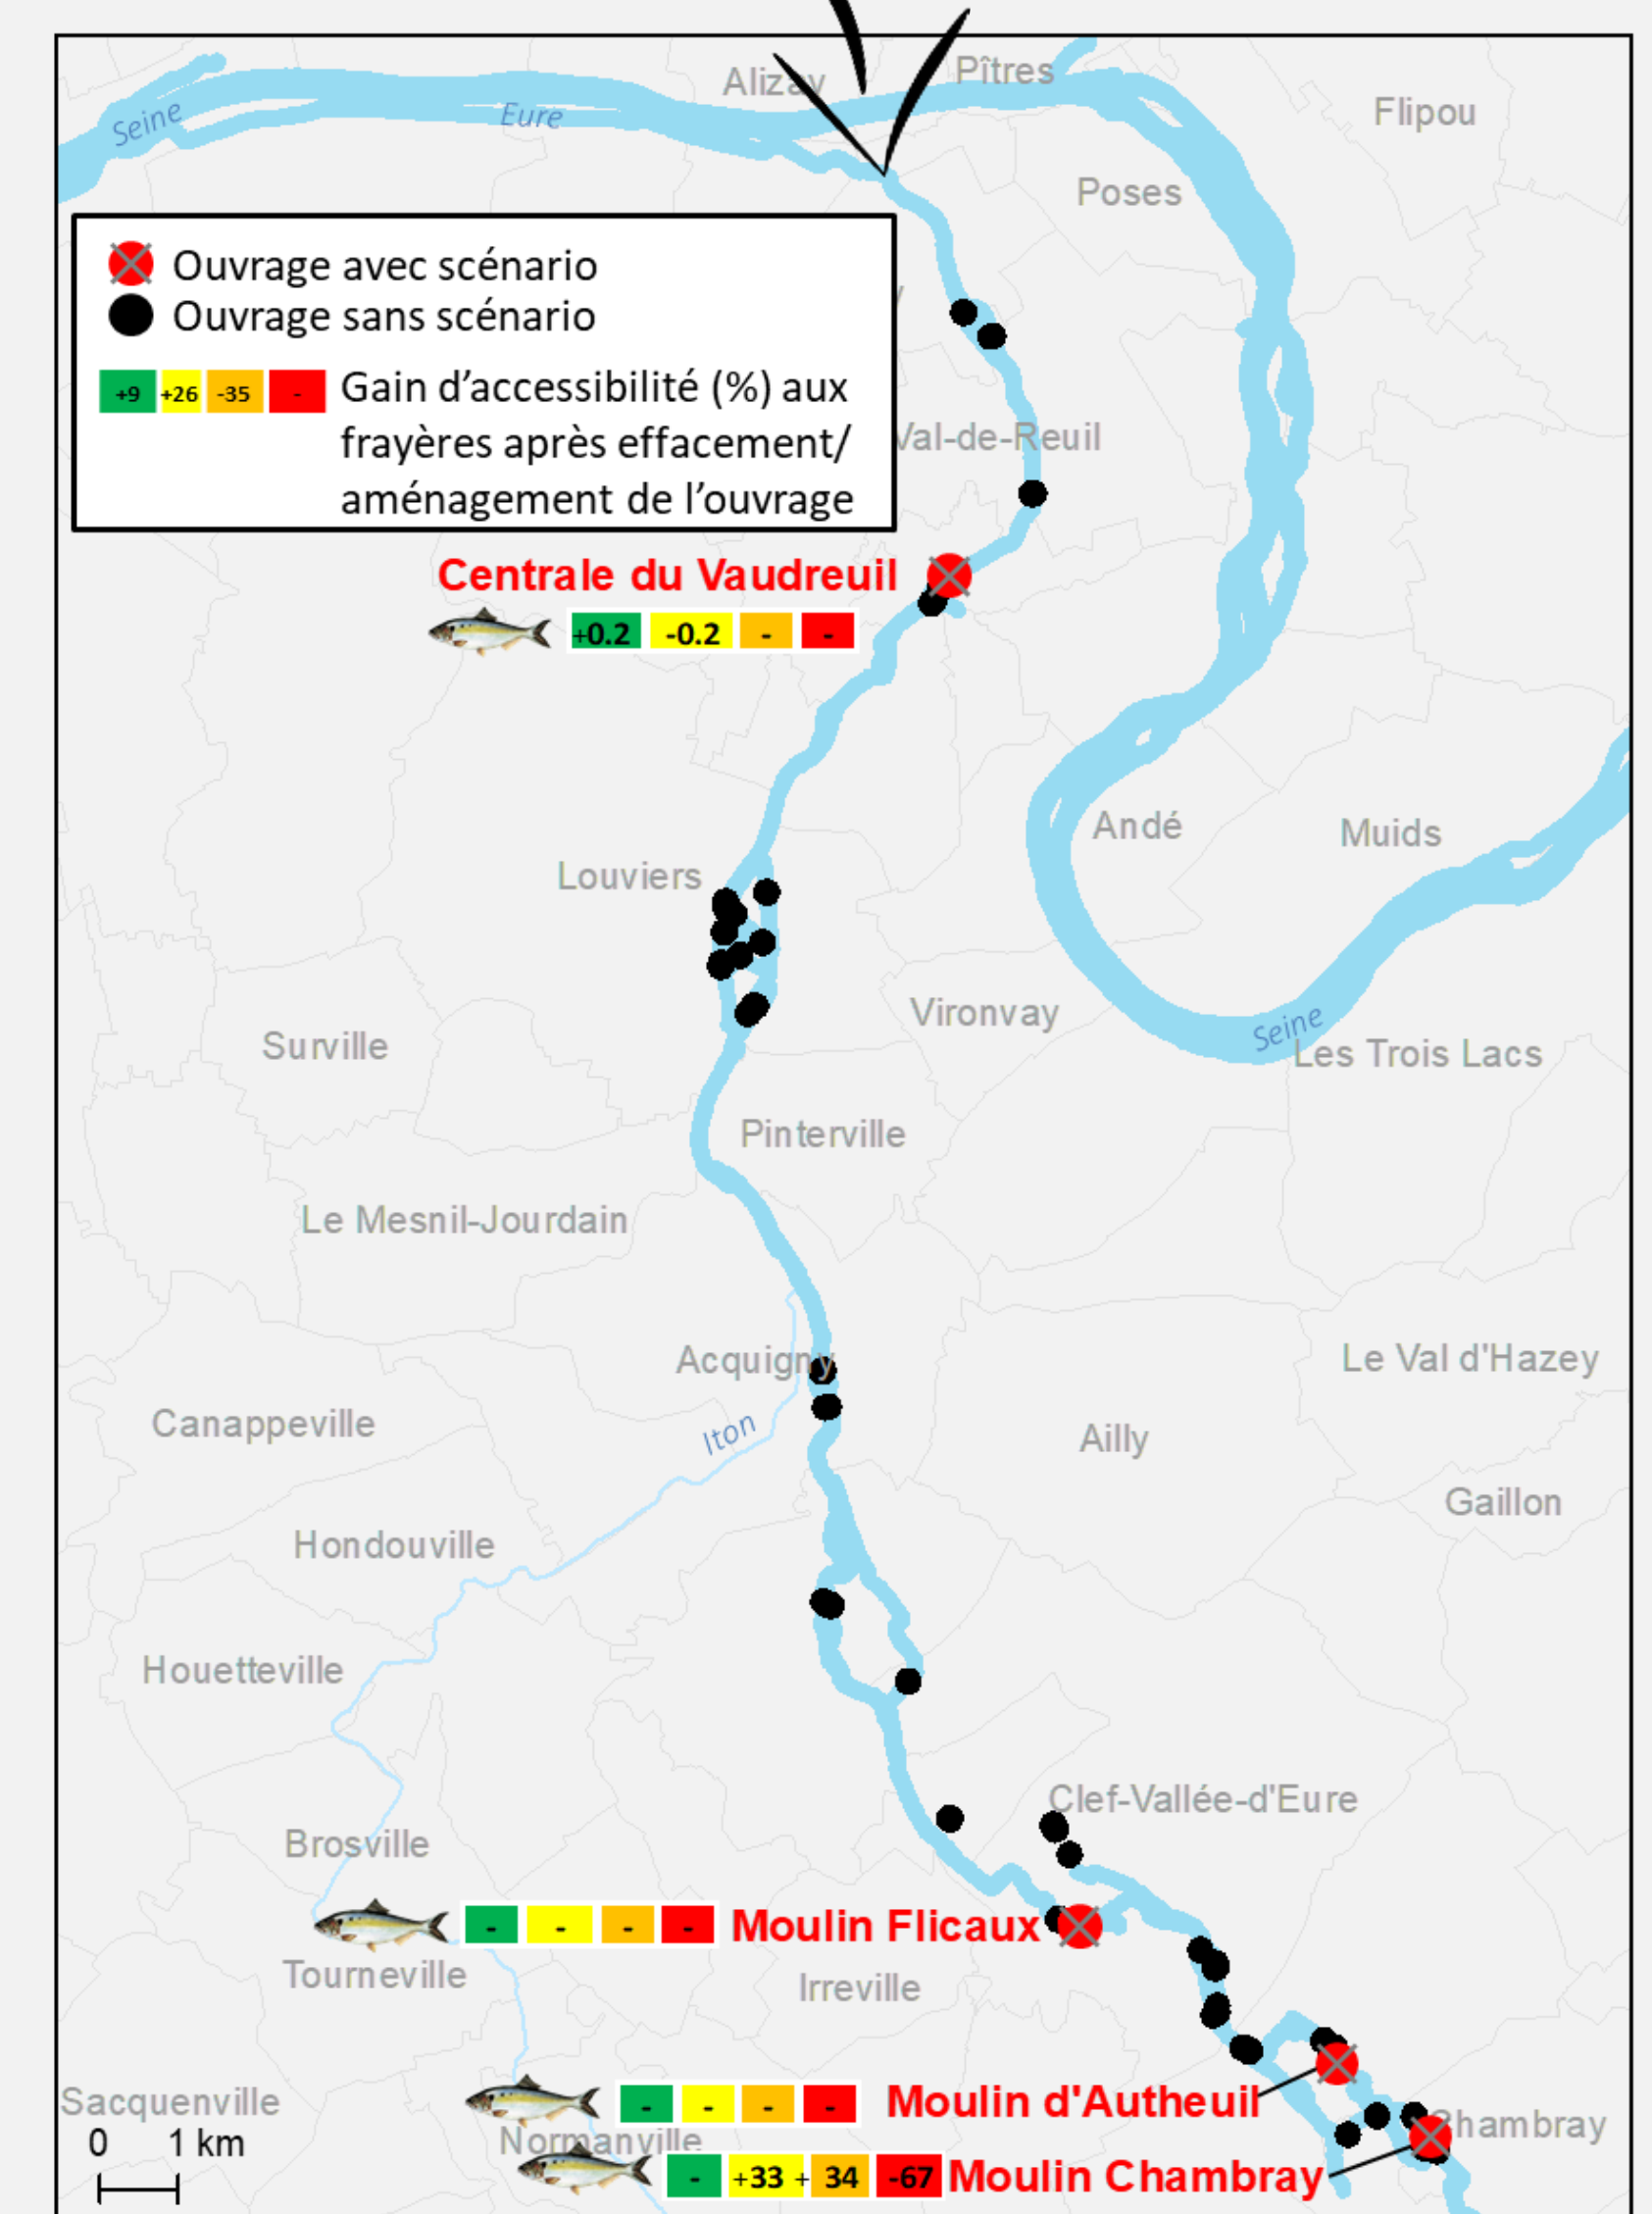 Alizay
Pîtres
Flipou
Seine
Eure
Poses
Ouvrage avec scénario
Ouvrage sans scénario
+9 +26 -35 - Gain d'accessibilité (%) aux
frayères après effacement/
aménagement de l'ouvrage
Val-de-Reuil
Centrale du Vaudreuil
+0.2 -0.2 - -
Andé
Muids
Louviers
Vironvay
Seine
Surville
Les Trois Lacs
Pinterville
Le Mesnil-Jourdain
Acquigny
Le Val d'Hazey
Canappeville
Iton
Ailly
Gaillon
Hondouville
Houetteville
Clef-Vallée-d'Eure
Brosville
- - - - Moulin Flicaux
Tourneville
Irreville
- - - - Moulin d'Autheuil
Sacquenville
Chambray
0 1 km
Normanville
- +33 + 34 -67 Moulin Chambray